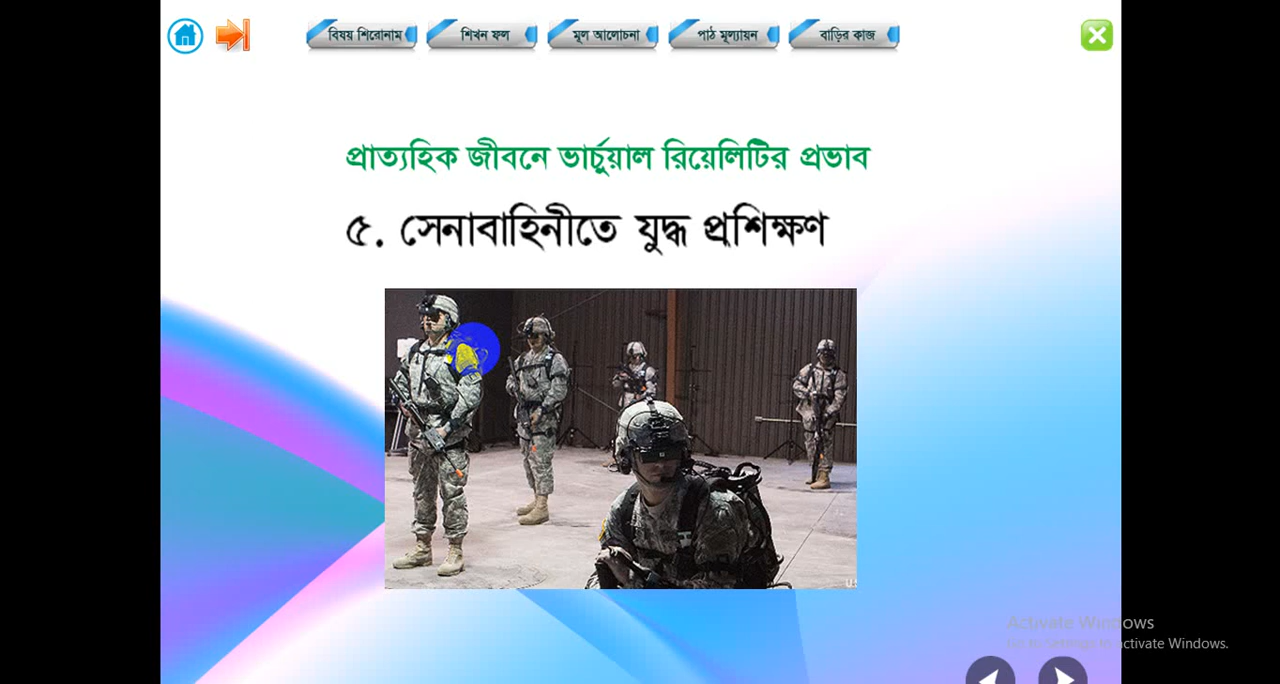 বিষয় শিরোনাম
শিখন ফল
মূল আলোচনা
পাঠ মূল্যায়ন
বাড়ির কাজ
প্রাত্যহিক জীবনে ভার্চুয়াল রিয়েলিটির প্রভাব
৫. সেনাবাহিনীতে যুদ্ধ প্রশিক্ষণ
Activate Windows
Go to Settings to activate Windows.